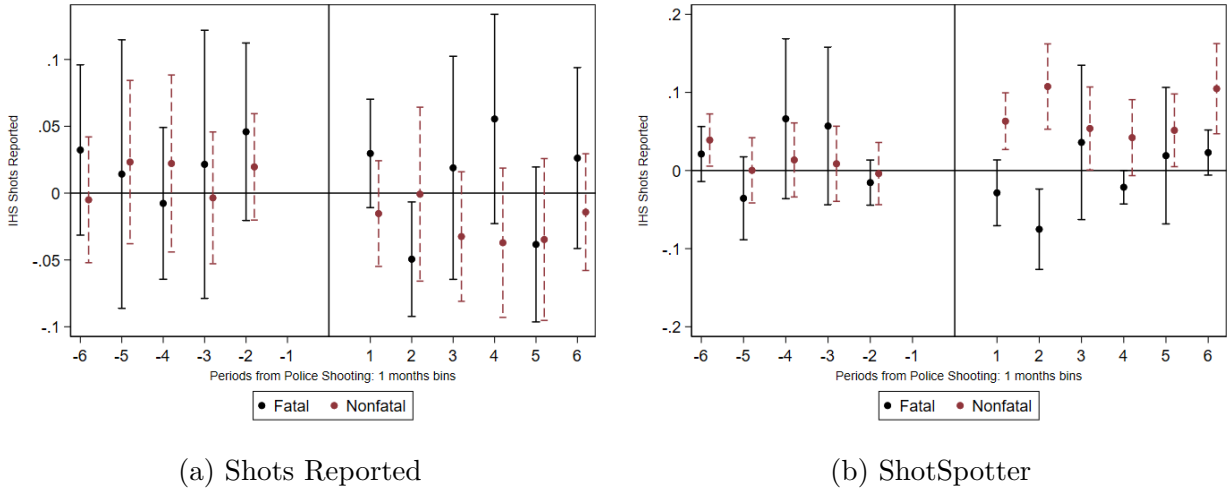 .1
.05
0
-.05
-.1
IHS Shots Reported
-6 -5 -4 -3 -2 -1 1 2 3 4 5 6
Periods from Police Shooting: 1 months bins
Fatal Nonfatal
(a) Shots Reported
.2
.1
0
-.1
-.2
IHS Shots Reported
-6 -5 -4 -3 -2 -1 1 2 3 4 5 6
Periods from Police Shooting: 1 months bins
Fatal Nonfatal
(b) ShotSpotter